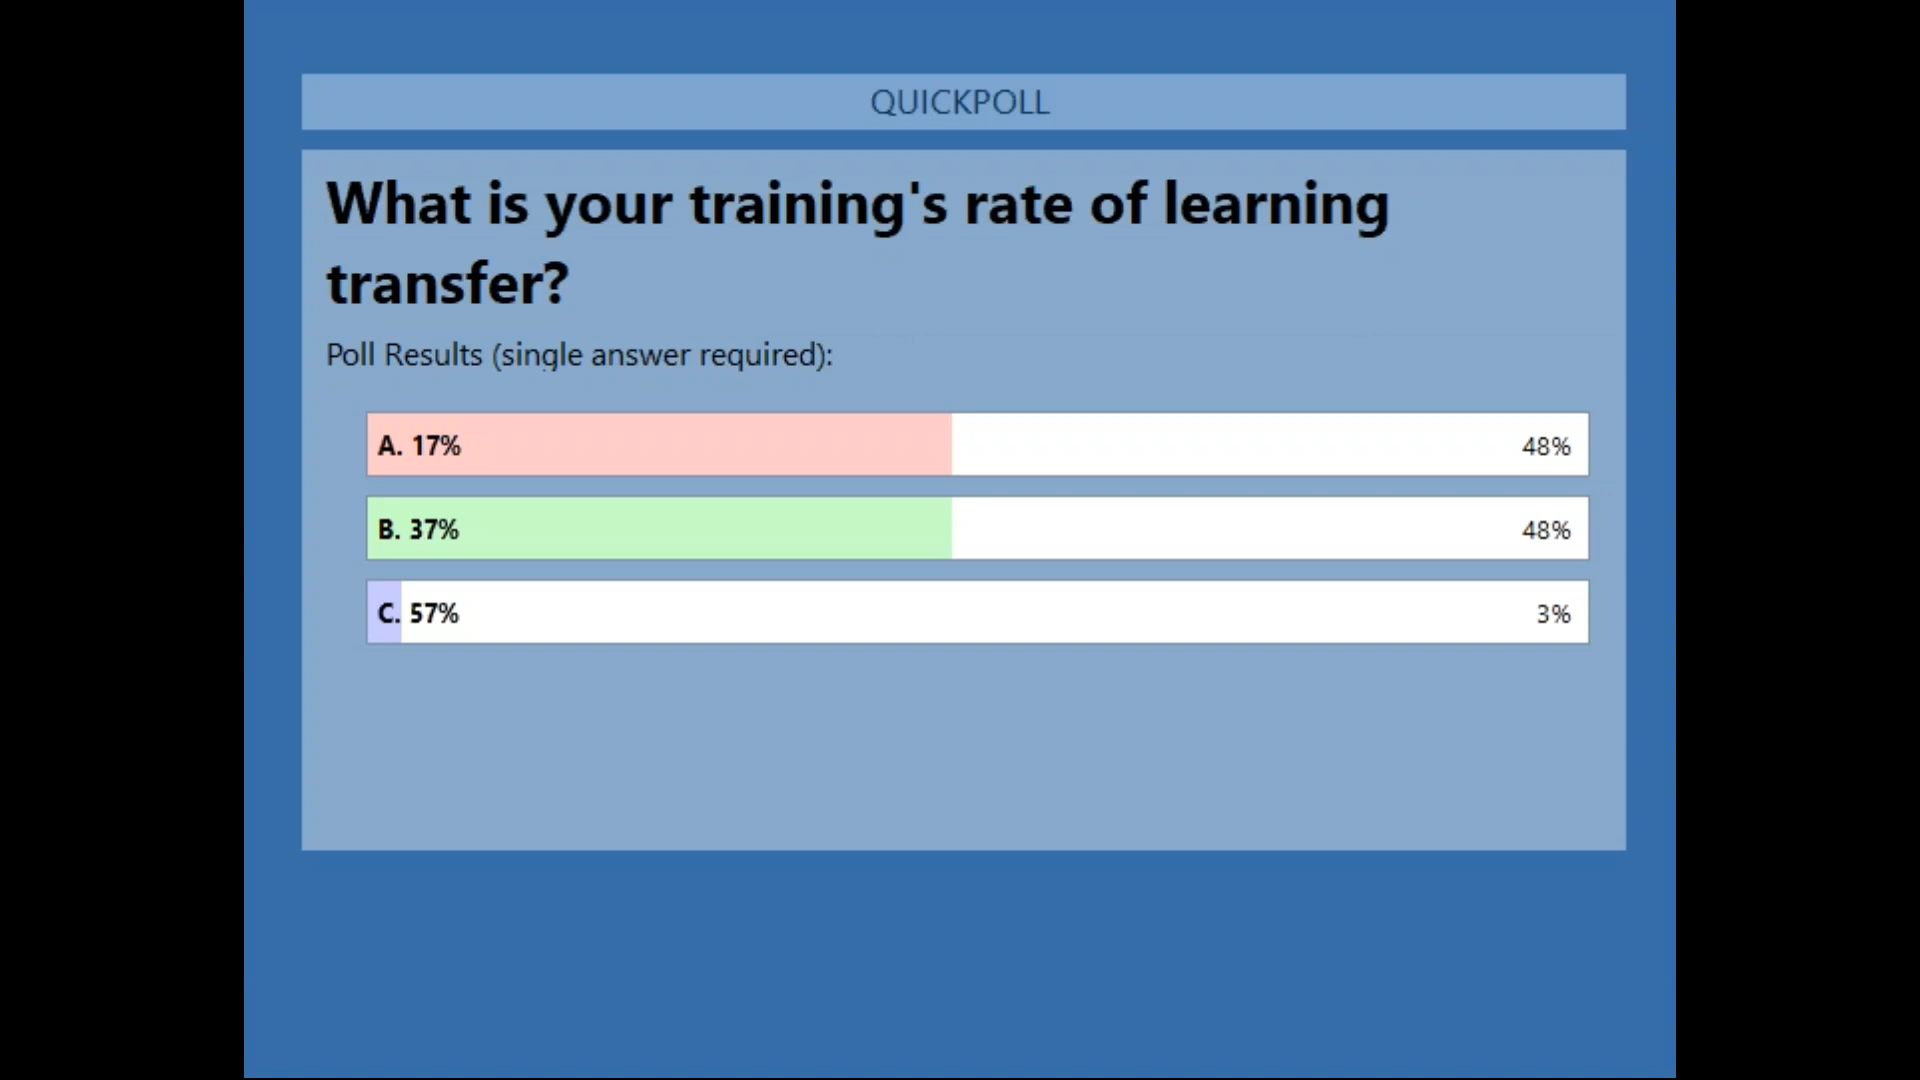 QUICKPOLL
What is your training's rate of learning
transfer?
Poll Results (single answer required):
A. 17% 48%
B. 37% 48%
C. 57% 3%